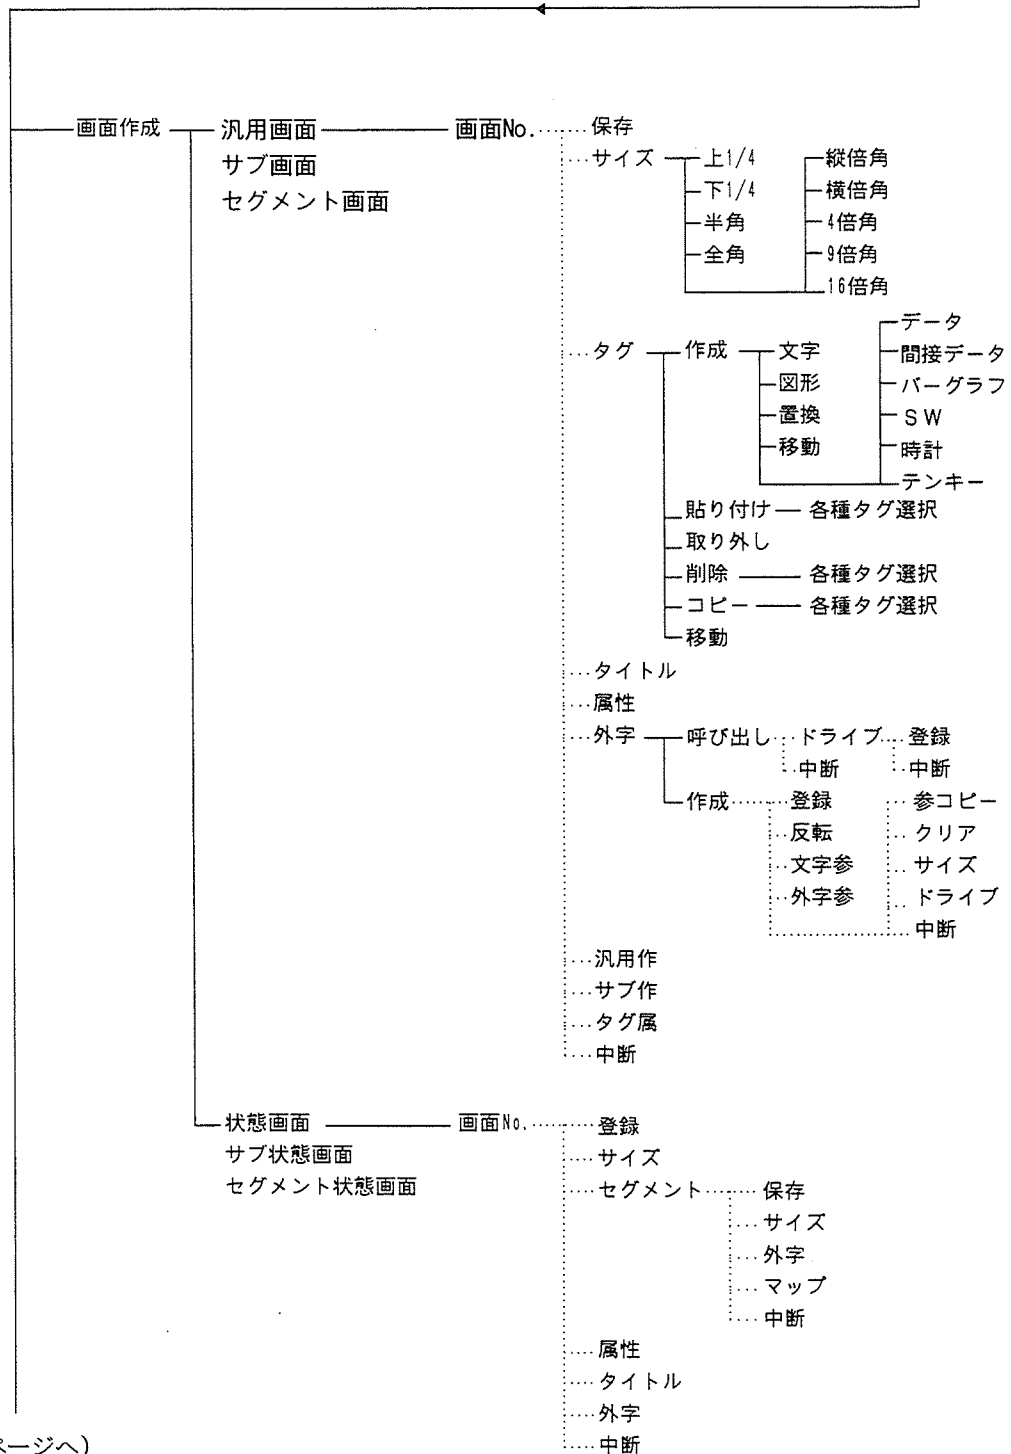 画面作成 汎用画面 画面No. 保存
サブ画面 サイズ 上1/4 縦倍角
セグメント画面 下1/4 横倍角
半角 4倍角
全角 9倍角
16倍角
データ
タグ 作成 文字 間接データ
図形 バーグラフ
置換 SW
移動 時計
テンキー
貼り付け 各種タグ選択
取り外し
削除 各種タグ選択
コピー 各種タグ選択
移動
タイトル
属性
外字 呼び出し ドライブ 登録
中断 中断
作成 登録 参コピー
反転 クリア
文字参 サイズ
外字参 ドライブ
中断
汎用作
サブ作
タグ属
中断
状態画面 画面No. 登録
サブ状態画面 サイズ
セグメント状態画面 セグメント 保存
サイズ
外字
マップ
中断
属性
タイトル
外字
中断
ページへ)